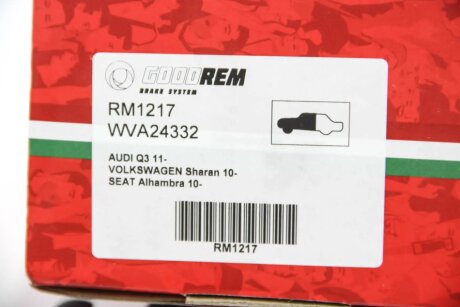 GOODREM
BRAKE SYSTEM
RM1217
WVA24332
AUDI Q3 11-
VOLKSWAGEN Sharan 10-
SEAT Alhambra 10-
RM1217